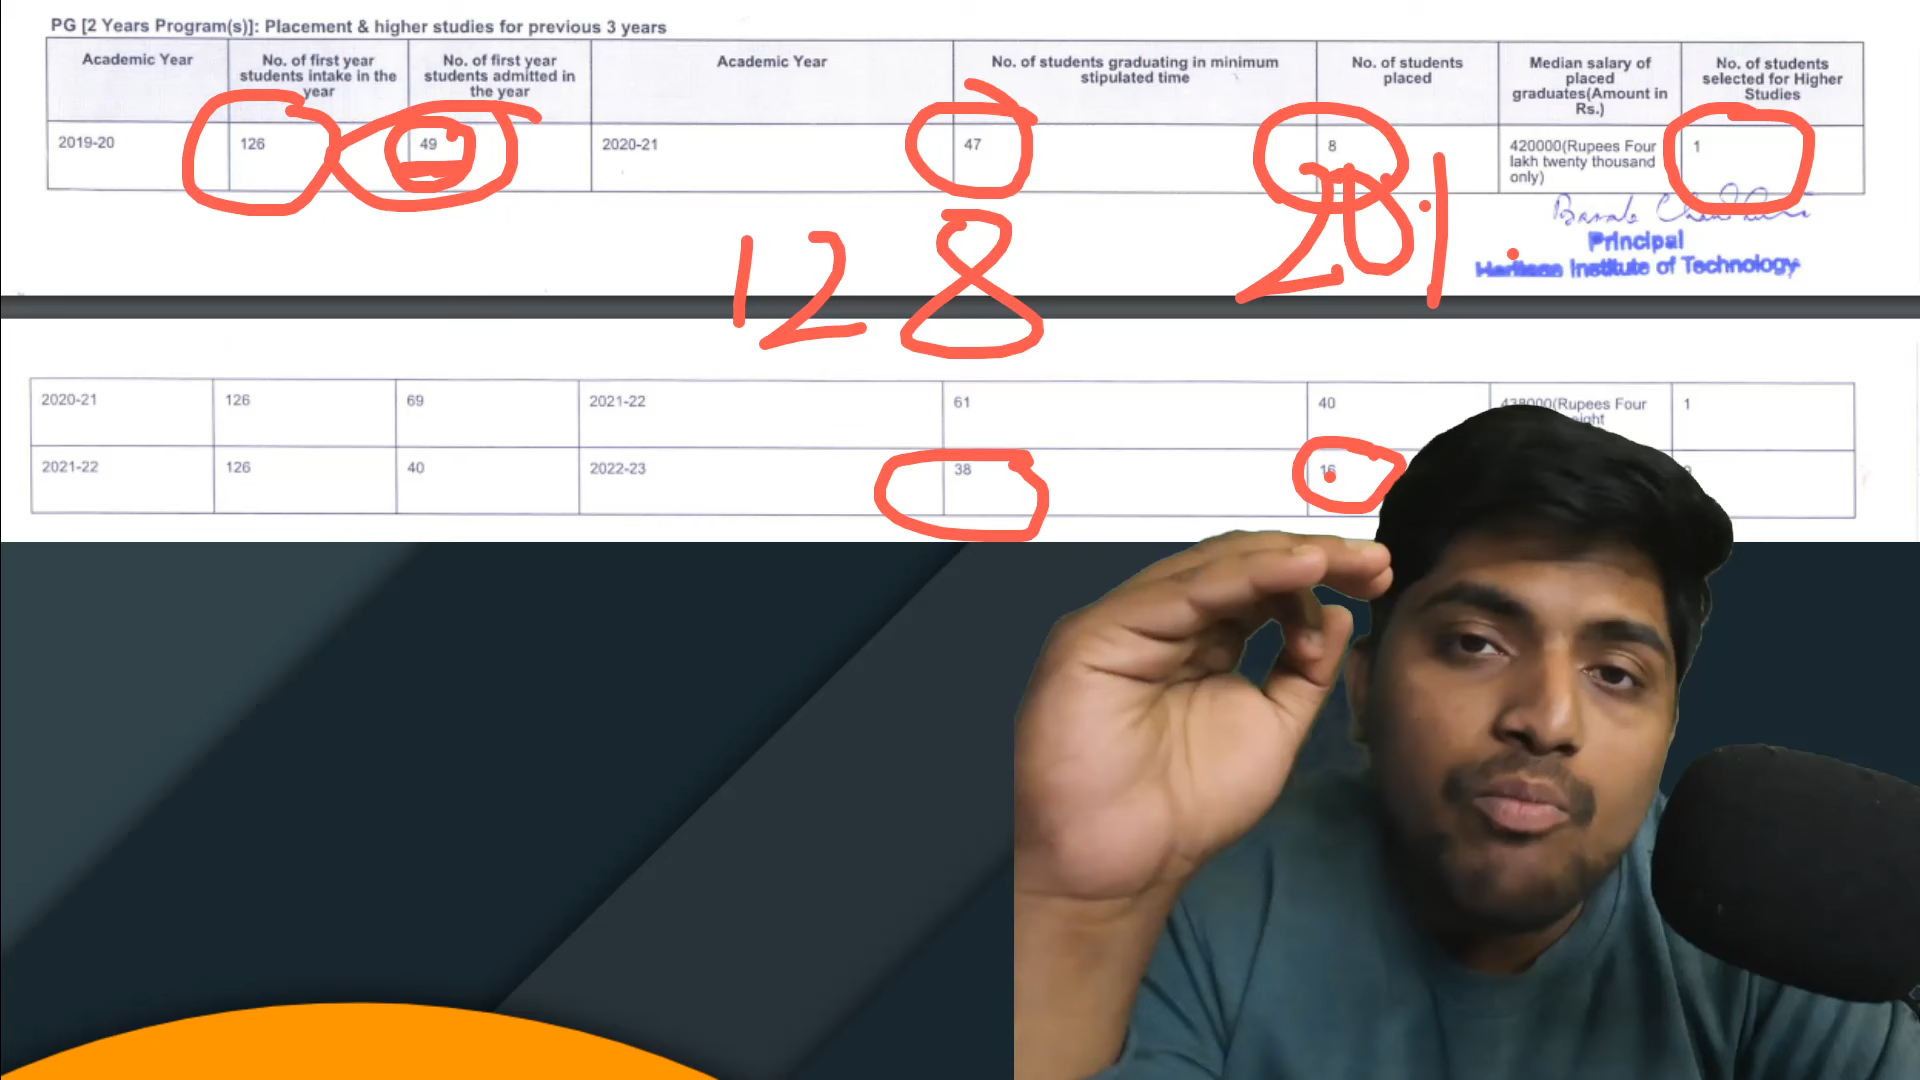 PG [2 Years Program(s)]: Placement & higher studies for previous 3 years
Academic Year
No. of first year
students intake in the
year
No. of first year
students admitted in
the year
Academic Year
No. of students graduating in minimum
stipulated time
No. of students
placed
Median salary of
placed
graduates(Amount in
Rs.)
No. of students
selected for Higher
Studies
2019-20
126
49
2020-21
47
8
420000(Rupees Four
lakh twenty thousand
only)
1
128
20%
Principal
Institute of Technology
2020-21
126
69
2021-22
61
40
438000(Rupees Four
1
2021-22
126
40
2022-23
38
16